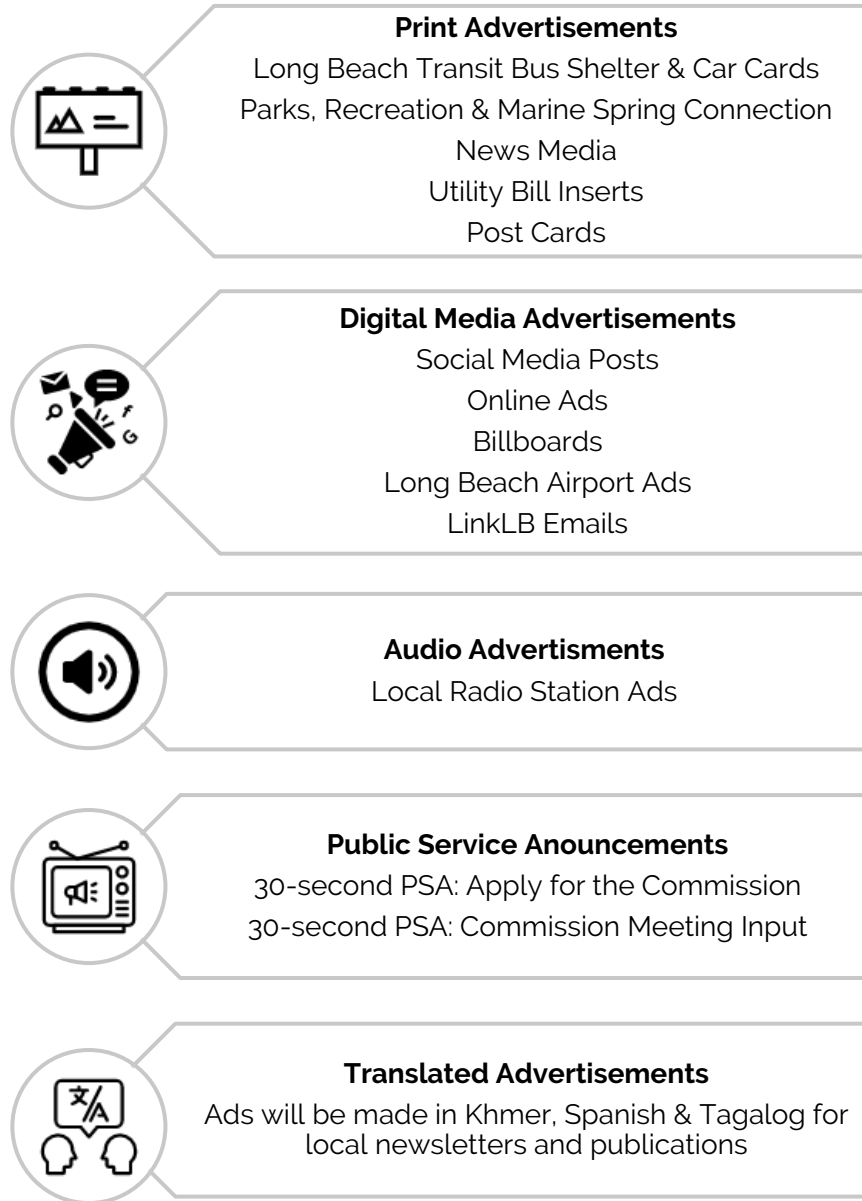 Print Advertisements
Long Beach Transit Bus Shelter & Car Cards
Parks, Recreation & Marine Spring Connection
News Media
Utility Bill Inserts
Post Cards
Digital Media Advertisements
Social Media Posts
Online Ads
Billboards
Long Beach Airport Ads
LinkLB Emails
Audio Advertisments
Local Radio Station Ads
Public Service Anouncements
30-second PSA: Apply for the Commission
30-second PSA: Commission Meeting Input
Translated Advertisements
Ads will be made in Khmer, Spanish & Tagalog for
local newsletters and publications